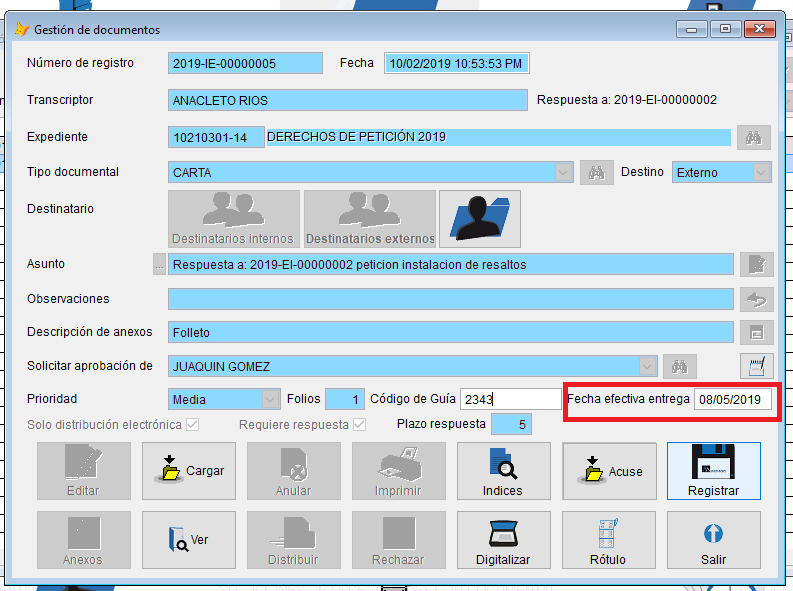 Gestión de documentos
Número de registro 2019-IE-00000005 Fecha 10/02/2019 10:53:53 PM
Transcriptor ANACLETO RIOS Respuesta a: 2019-EI-00000002
Expediente 10210301-14 DERECHOS DE PETICIÓN 2019
Tipo documental CARTA Destino Externo
Destinatario Destinatarios internos Destinatarios externos
Asunto ... Respuesta a: 2019-EI-00000002 peticion instalacion de resaltos
Observaciones
Descripción de anexos Folleto
Solicitar aprobación de JUAQUIN GOMEZ
Prioridad Media Folios 1 Código de Guía 2343 Fecha efectiva entrega 08/05/2019
Solo distribución electrónica Requiere respuesta Plazo respuesta 5
Editar Cargar Anular Imprimir Indices Acuse Registrar
Anexos Ver Distribuir Rechazar Digitalizar Rótulo Salir